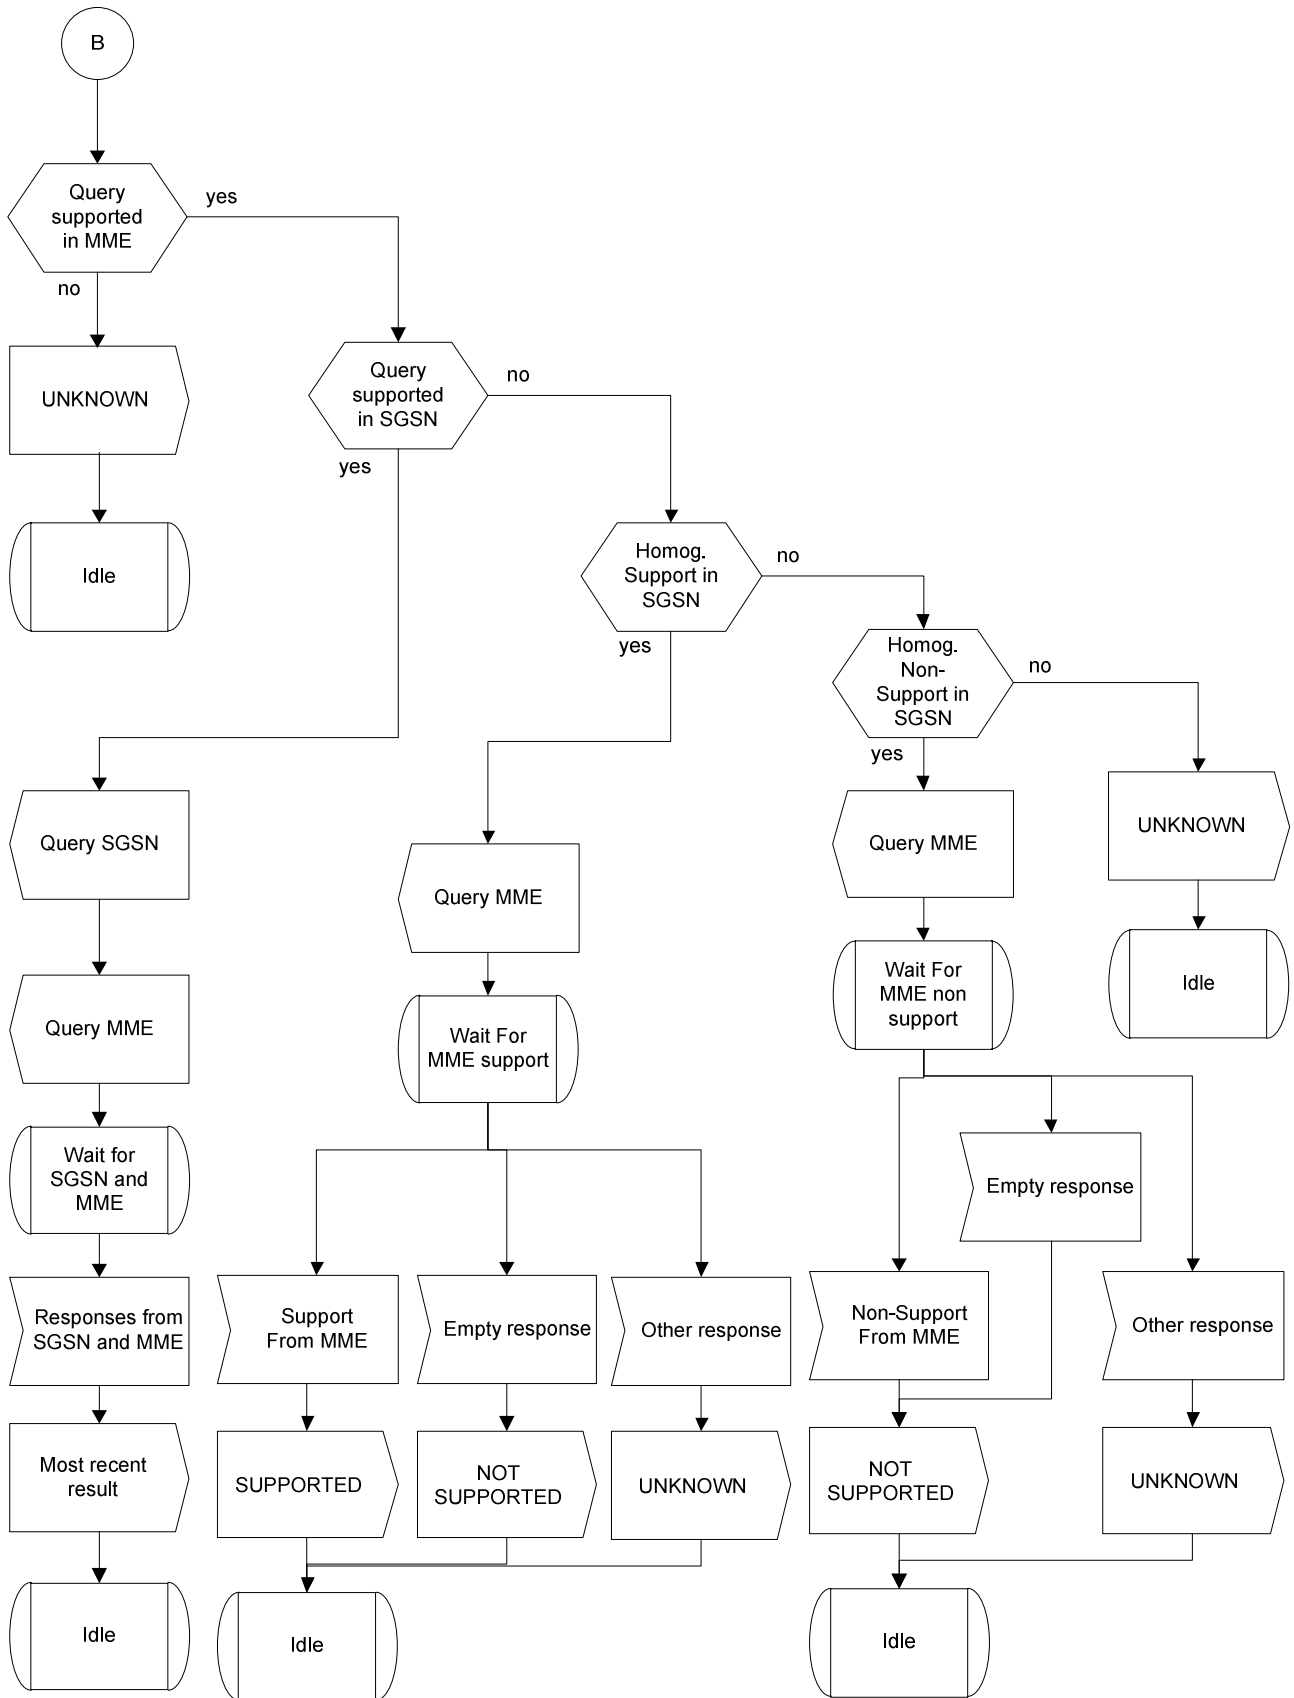 B
Query
supported
in MME
yes
no
UNKNOWN
Idle
Query
supported
in SGSN
no
yes
Homog.
Support in
SGSN
no
yes
Homog.
Non-
Support in
SGSN
no
yes
UNKNOWN
Idle
Query SGSN
Query MME
Wait for
SGSN and
MME
Responses from
SGSN and MME
Most recent
result
Idle
Query MME
Wait For
MME support
Support
From MME
Empty response
Other response
SUPPORTED
NOT
SUPPORTED
UNKNOWN
Idle
Query MME
Wait For
MME non
support
Empty response
Non-Support
From MME
Other response
NOT
SUPPORTED
UNKNOWN
Idle